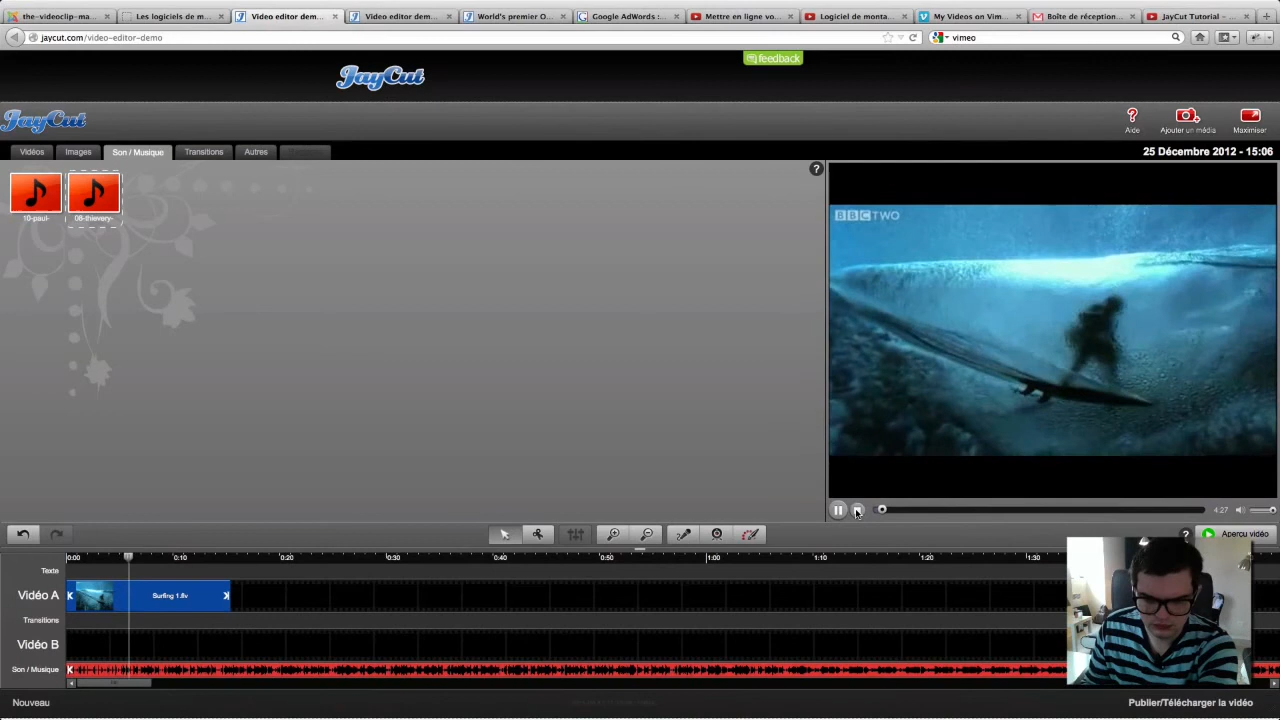 the-videoclip-ma...
Les logiciels de m...
Video editor dem...
Video editor dem...
World's premier O...
Google AdWords :...
Mettre en ligne vo...
Logiciel de monta...
My Videos on Vim...
Boîte de réception...
JayCut Tutorial – ...
jaycut.com/video-editor-demo
vimeo
JayCut
feedback
JayCut
Aide
Ajouter un média
Maximiser
Vidéos
Images
Son / Musique
Transitions
Autres
25 Décembre 2012 - 15:06
10-paul-
08-thievery-
?
BBC TWO
4:27
? Aperçu vidéo
0:00
0:10
0:20
0:30
0:40
0:50
1:00
1:10
1:20
1:30
Texte
Vidéo A
Surfing 1.flv
Transitions
Vidéo B
Son / Musique
Nouveau
Publier/Télécharger la vidéo